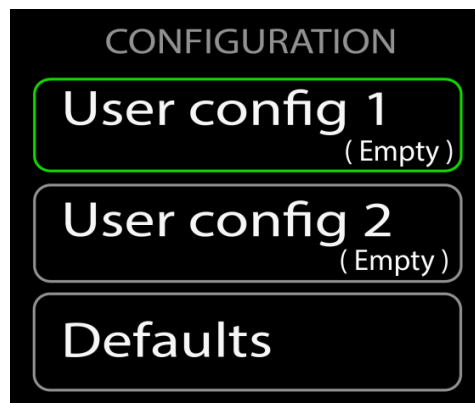 CONFIGURATION
User config 1
( Empty )
User config 2
( Empty )
Defaults